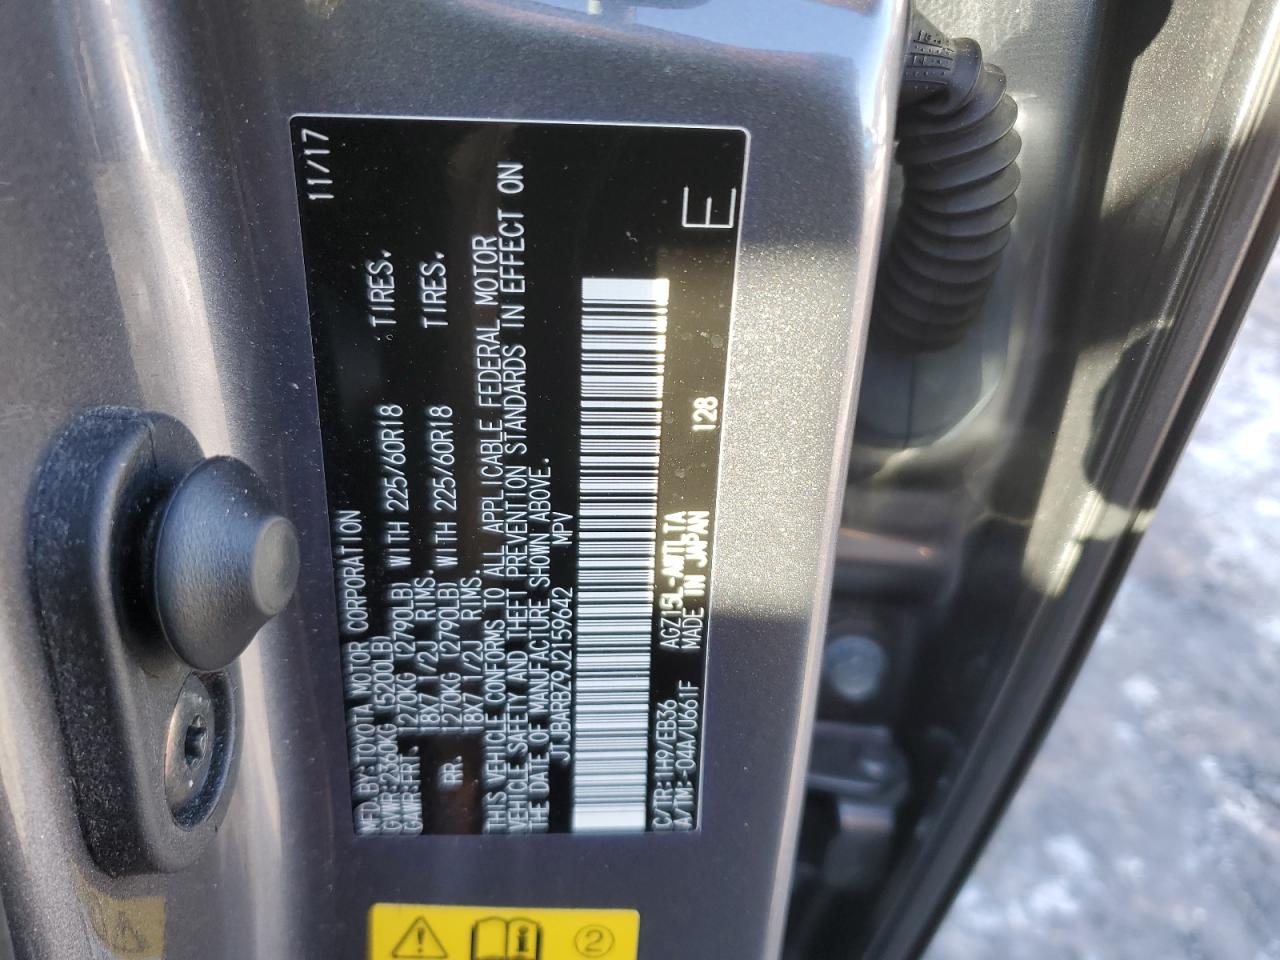 MFD. BY: TOYOTA MOTOR CORPORATION 11/17
GVWR: 2360KG (5200LB)
GAWR: FRT. 1270KG (2790LB) WITH 225/60R18 TIRES.
18X7 1/2J RIMS.
RR. 1270KG (2790LB) WITH 225/60R18 TIRES.
18X7 1/2J RIMS.
THIS VEHICLE CONFORMS TO ALL APPLICABLE FEDERAL MOTOR
VEHICLE SAFETY AND THEFT PREVENTION STANDARDS IN EFFECT ON
THE DATE OF MANUFACTURE SHOWN ABOVE.
JTJBARBZ9J2159642 MPV
C/TR: 1H9/EB36 AGZ15L-AWTLTA
A/TM: -04A/U661F MADE IN JAPAN 128 E
2